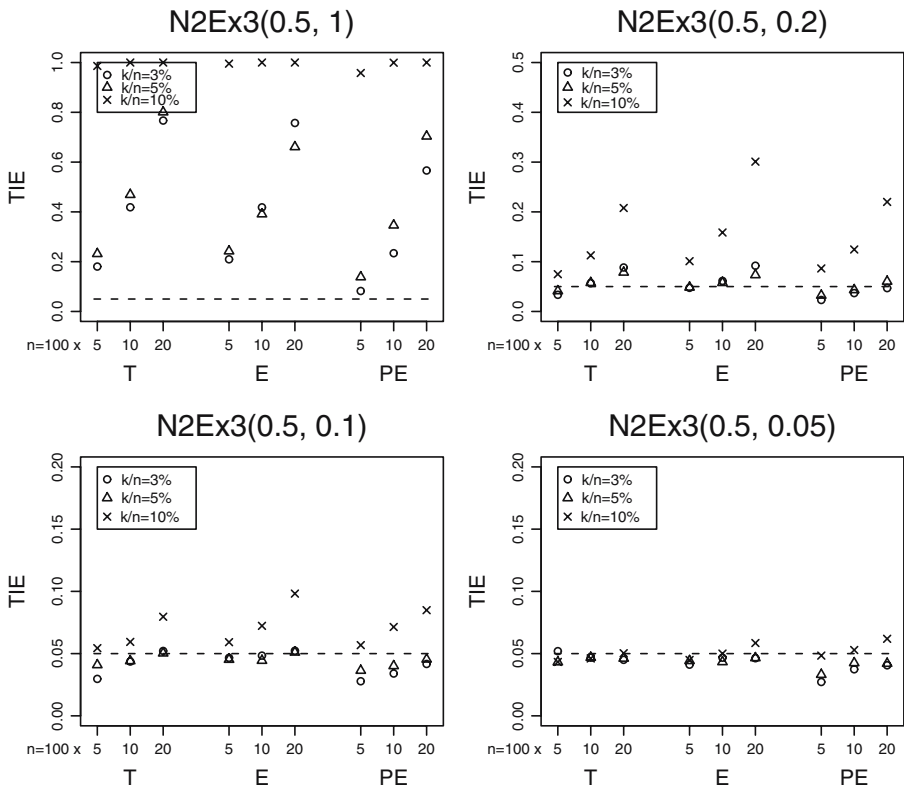 N2Ex3(0.5, 1)
TIE
1.0
0.8
0.6
0.4
0.2
0.0
k/n=3%
k/n=5%
k/n=10%
n=100 x 5 10 20 5 10 20 5 10 20
T E PE
N2Ex3(0.5, 0.2)
TIE
0.5
0.4
0.3
0.2
0.1
0.0
k/n=3%
k/n=5%
k/n=10%
n=100 x 5 10 20 5 10 20 5 10 20
T E PE
N2Ex3(0.5, 0.1)
TIE
0.20
0.15
0.10
0.05
0.00
k/n=3%
k/n=5%
k/n=10%
n=100 x 5 10 20 5 10 20 5 10 20
T E PE
N2Ex3(0.5, 0.05)
TIE
0.20
0.15
0.10
0.05
0.00
k/n=3%
k/n=5%
k/n=10%
n=100 x 5 10 20 5 10 20 5 10 20
T E PE